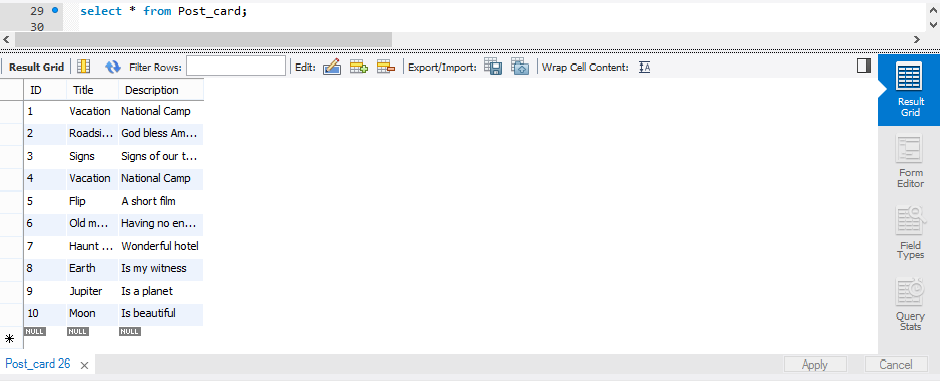 29 select * from Post_card;
30
Result Grid Filter Rows: Edit: Export/Import: Wrap Cell Content:
ID Title Description
1 Vacation National Camp
2 Roadsi... God bless Am...
3 Signs Signs of our t...
4 Vacation National Camp
5 Flip A short film
6 Old m... Having no en...
7 Haunt ... Wonderful hotel
8 Earth Is my witness
9 Jupiter Is a planet
10 Moon Is beautiful
NULL NULL NULL
Result
Grid
Form
Editor
Field
Types
Query
Stats
Post_card 26 Apply Cancel